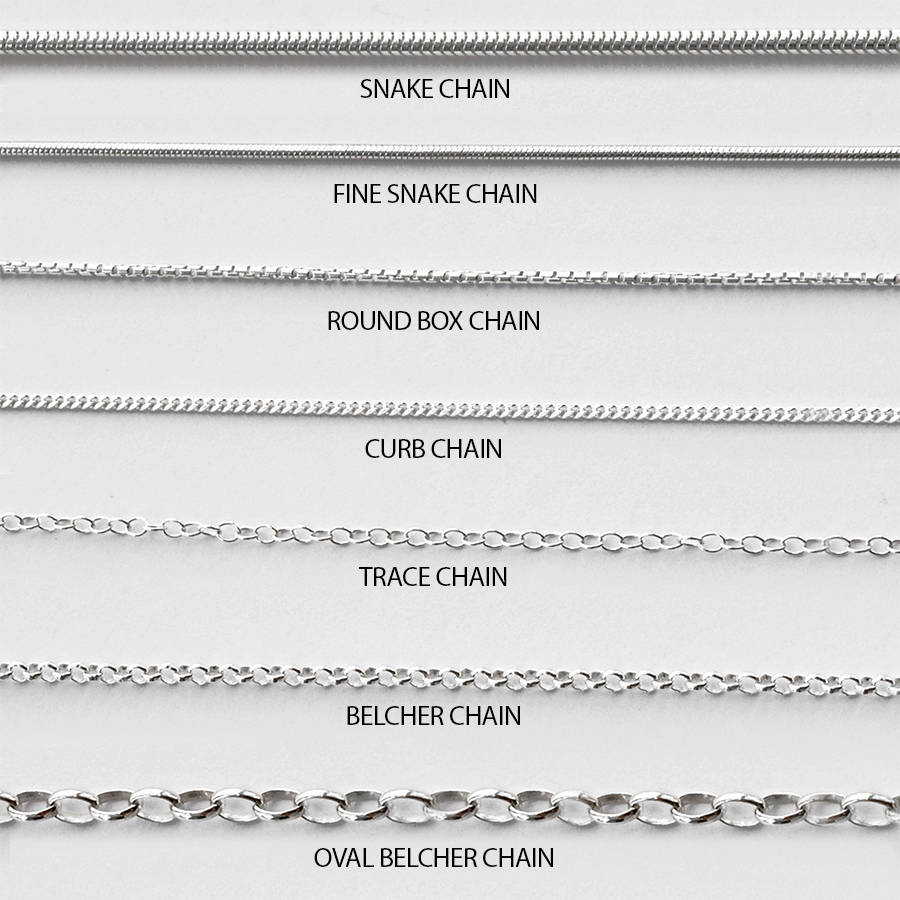 SNAKE CHAIN
FINE SNAKE CHAIN
ROUND BOX CHAIN
CURB CHAIN
TRACE CHAIN
BELCHER CHAIN
OVAL BELCHER CHAIN